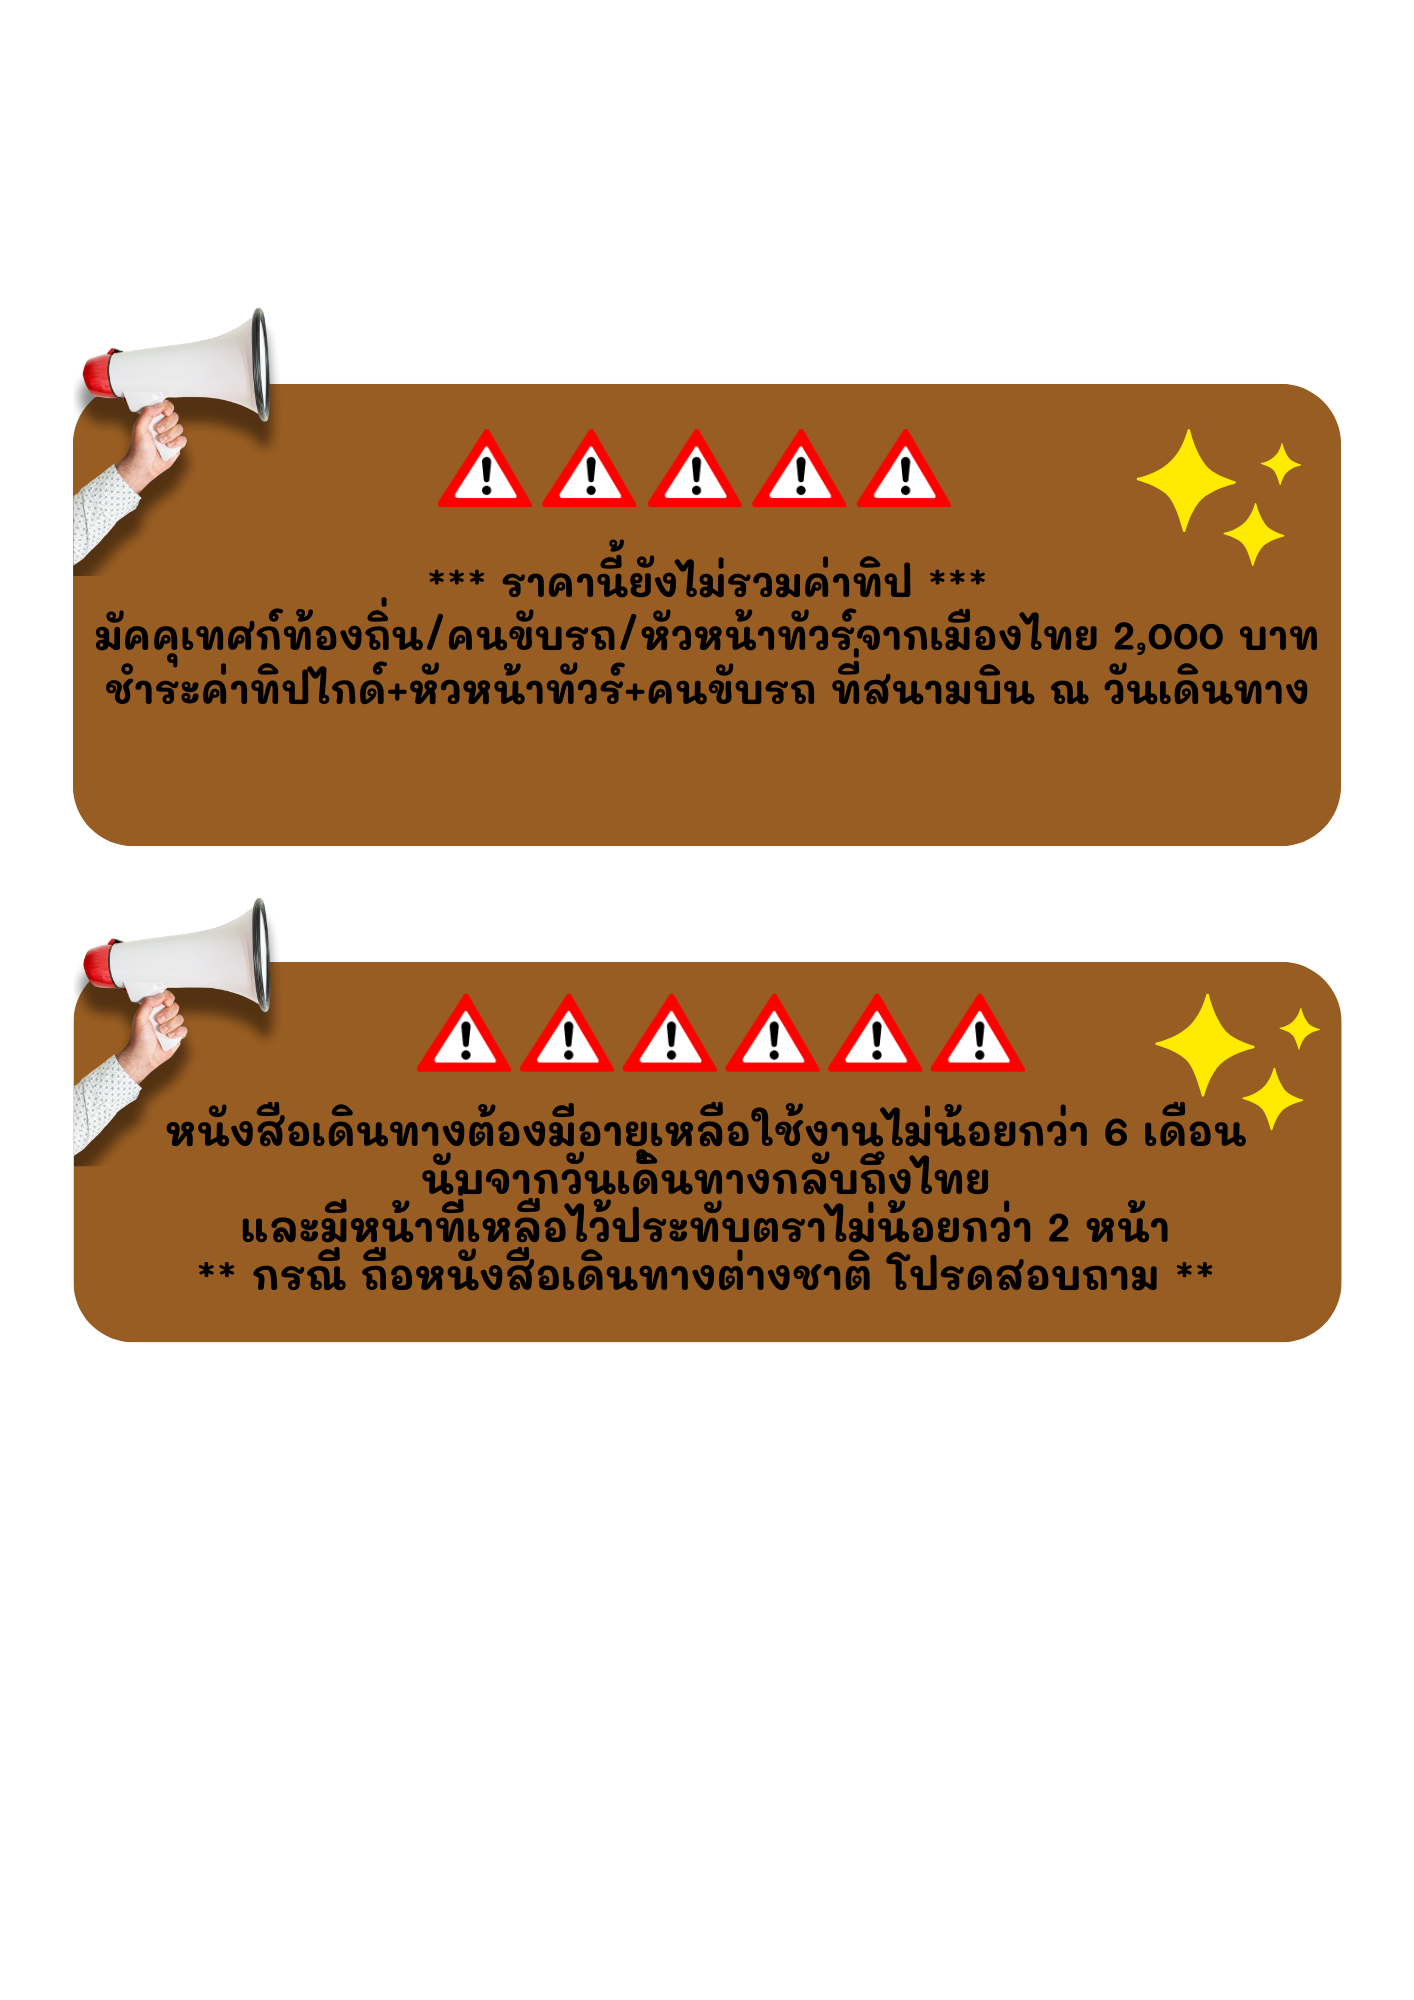 *** ราคานี้ยังไม่รวมค่าทิป ***
มัคคุเทศก์ท้องถิ่น/คนขับรถ/หัวหน้าทัวร์จากเมืองไทย 2,000 บาท
ชำระค่าทิปไกด์+หัวหน้าทัวร์+คนขับรถ ที่สนามบิน ณ วันเดินทาง
หนังสือเดินทางต้องมีอายุเหลือใช้งานไม่น้อยกว่า 6 เดือน
นับจากวันเดินทางกลับถึงไทย
และมีหน้าที่เหลือไว้ประทับตราไม่น้อยกว่า 2 หน้า
** กรณี ถือหนังสือเดินทางต่างชาติ โปรดสอบถาม **